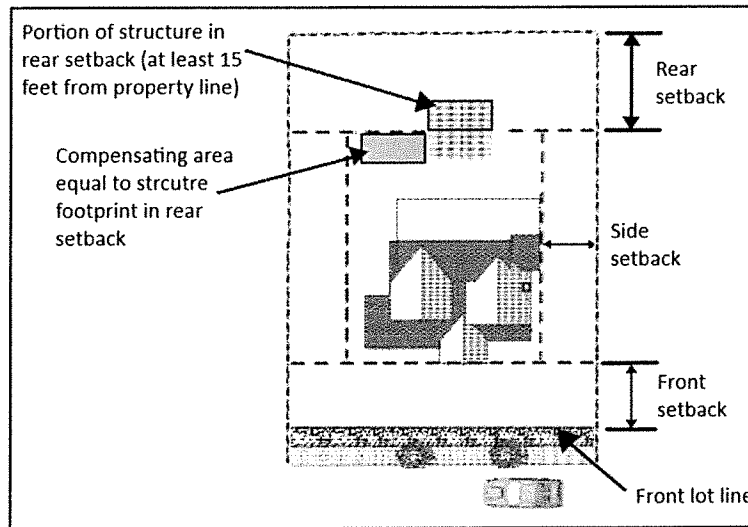 Portion of structure in
rear setback (at least 15
feet from property line)
Rear
setback
Compensating area
equal to strcutre
footprint in rear
setback
Side
setback
Front
setback
Front lot line